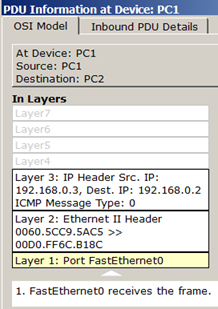 PDU Information at Device: PC1
OSI Model
Inbound PDU Details
At Device: PC1
Source: PC1
Destination: PC2
In Layers
Layer7
Layer6
Layer5
Layer4
Layer 3: IP Header Src. IP:
192.168.0.3, Dest. IP: 192.168.0.2
ICMP Message Type: 0
Layer 2: Ethernet II Header
0060.5CC9.5AC5 >>
00D0.FF6C.B18C
Layer 1: Port FastEthernet0
1. FastEthernet0 receives the frame.